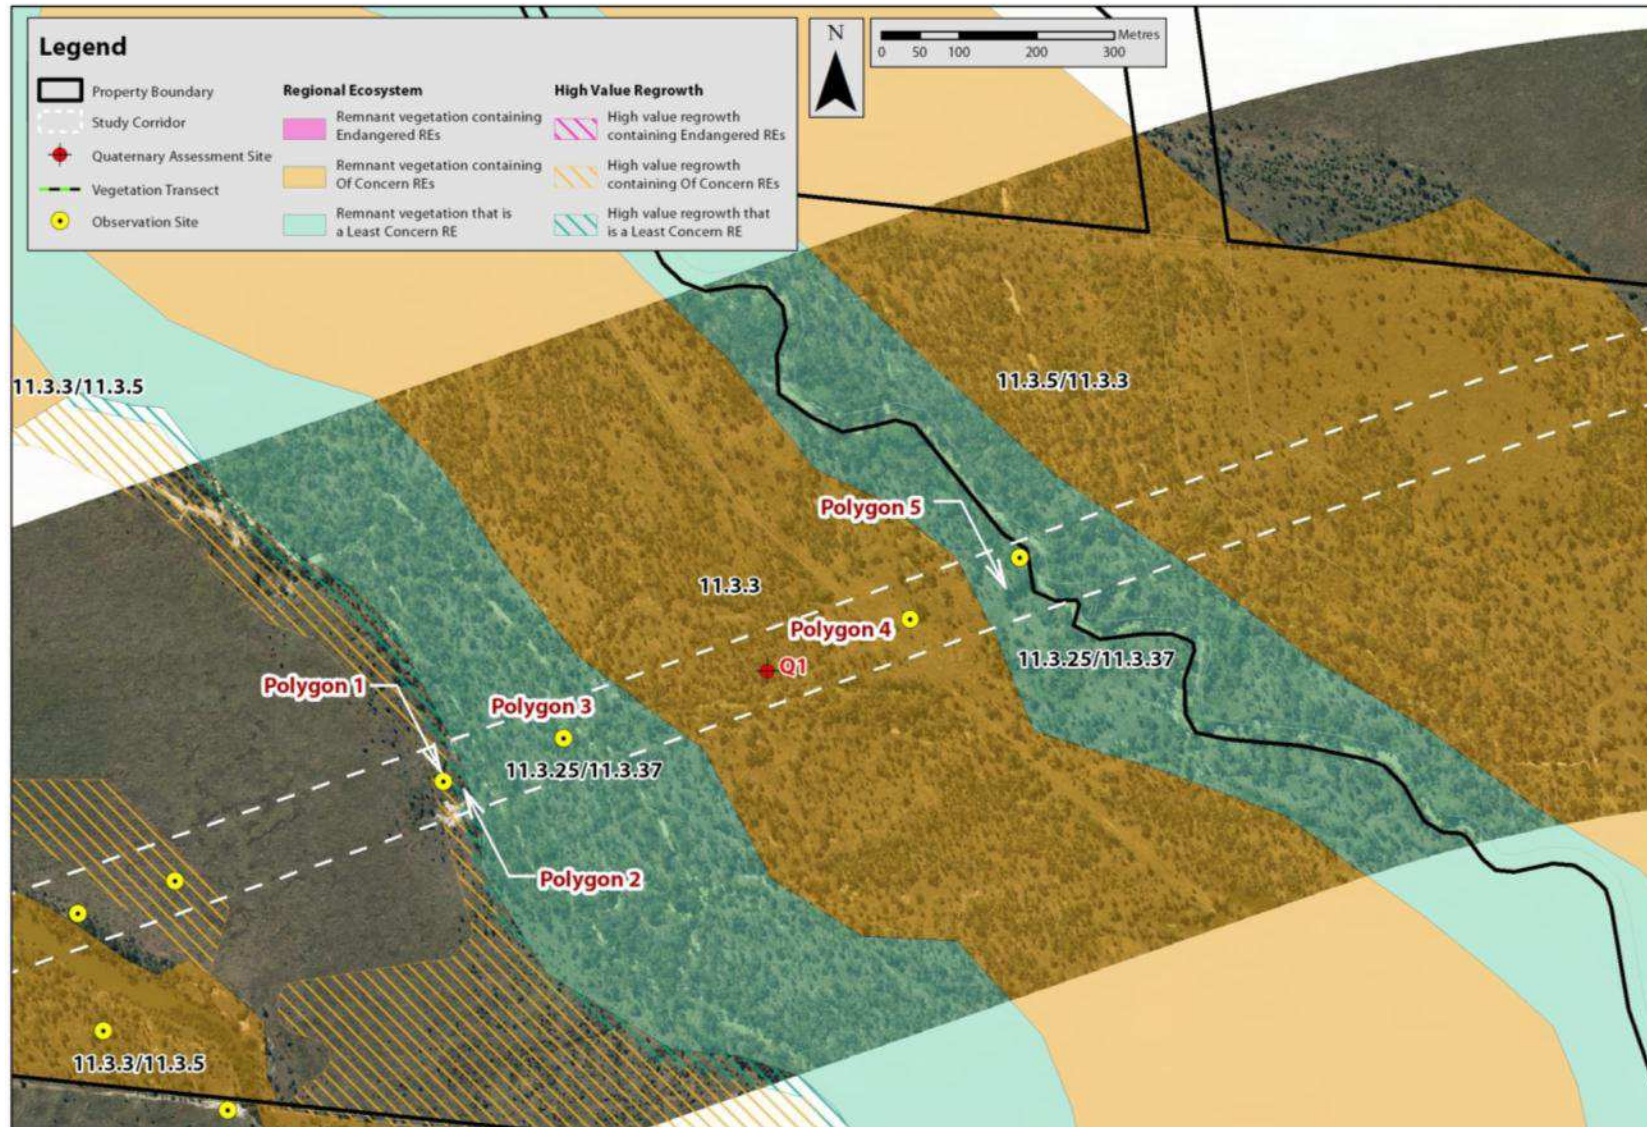 Legend
Property Boundary
Study Corridor
Quaternary Assessment Site
Vegetation Transect
Observation Site
Regional Ecosystem
Remnant vegetation containing
Endangered REs
Remnant vegetation containing
Of Concern REs
Remnant vegetation that is
a Least Concern RE
High Value Regrowth
High value regrowth
containing Endangered REs
High value regrowth
containing Of Concern REs
High value regrowth that
is a Least Concern RE
N
Metres
0 50 100 200 300
11.3.3/11.3.5
11.3.5/11.3.3
Polygon 5
11.3.3
Polygon 4
Q1
11.3.25/11.3.37
Polygon 1
Polygon 3
11.3.25/11.3.37
Polygon 2
11.3.3/11.3.5